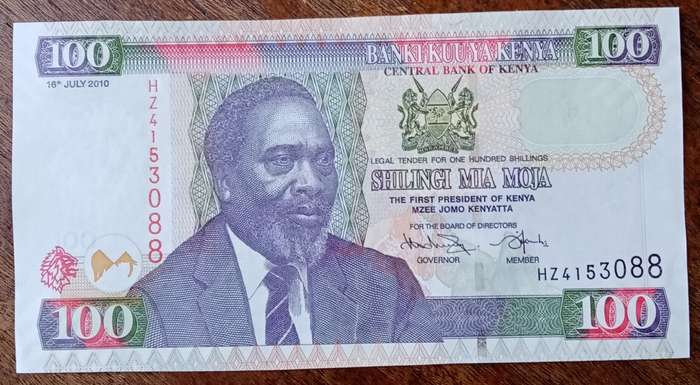 100
BANKI KUU YA KENYA
100
CENTRAL BANK OF KENYA
16th JULY 2010
HZ4153088
LEGAL TENDER FOR ONE HUNDRED SHILLINGS
SHILINGI MIA MOJA
THE FIRST PRESIDENT OF KENYA
MZEE JOMO KENYATTA
FOR THE BOARD OF DIRECTORS
GOVERNOR
MEMBER
HZ4153088
100
100